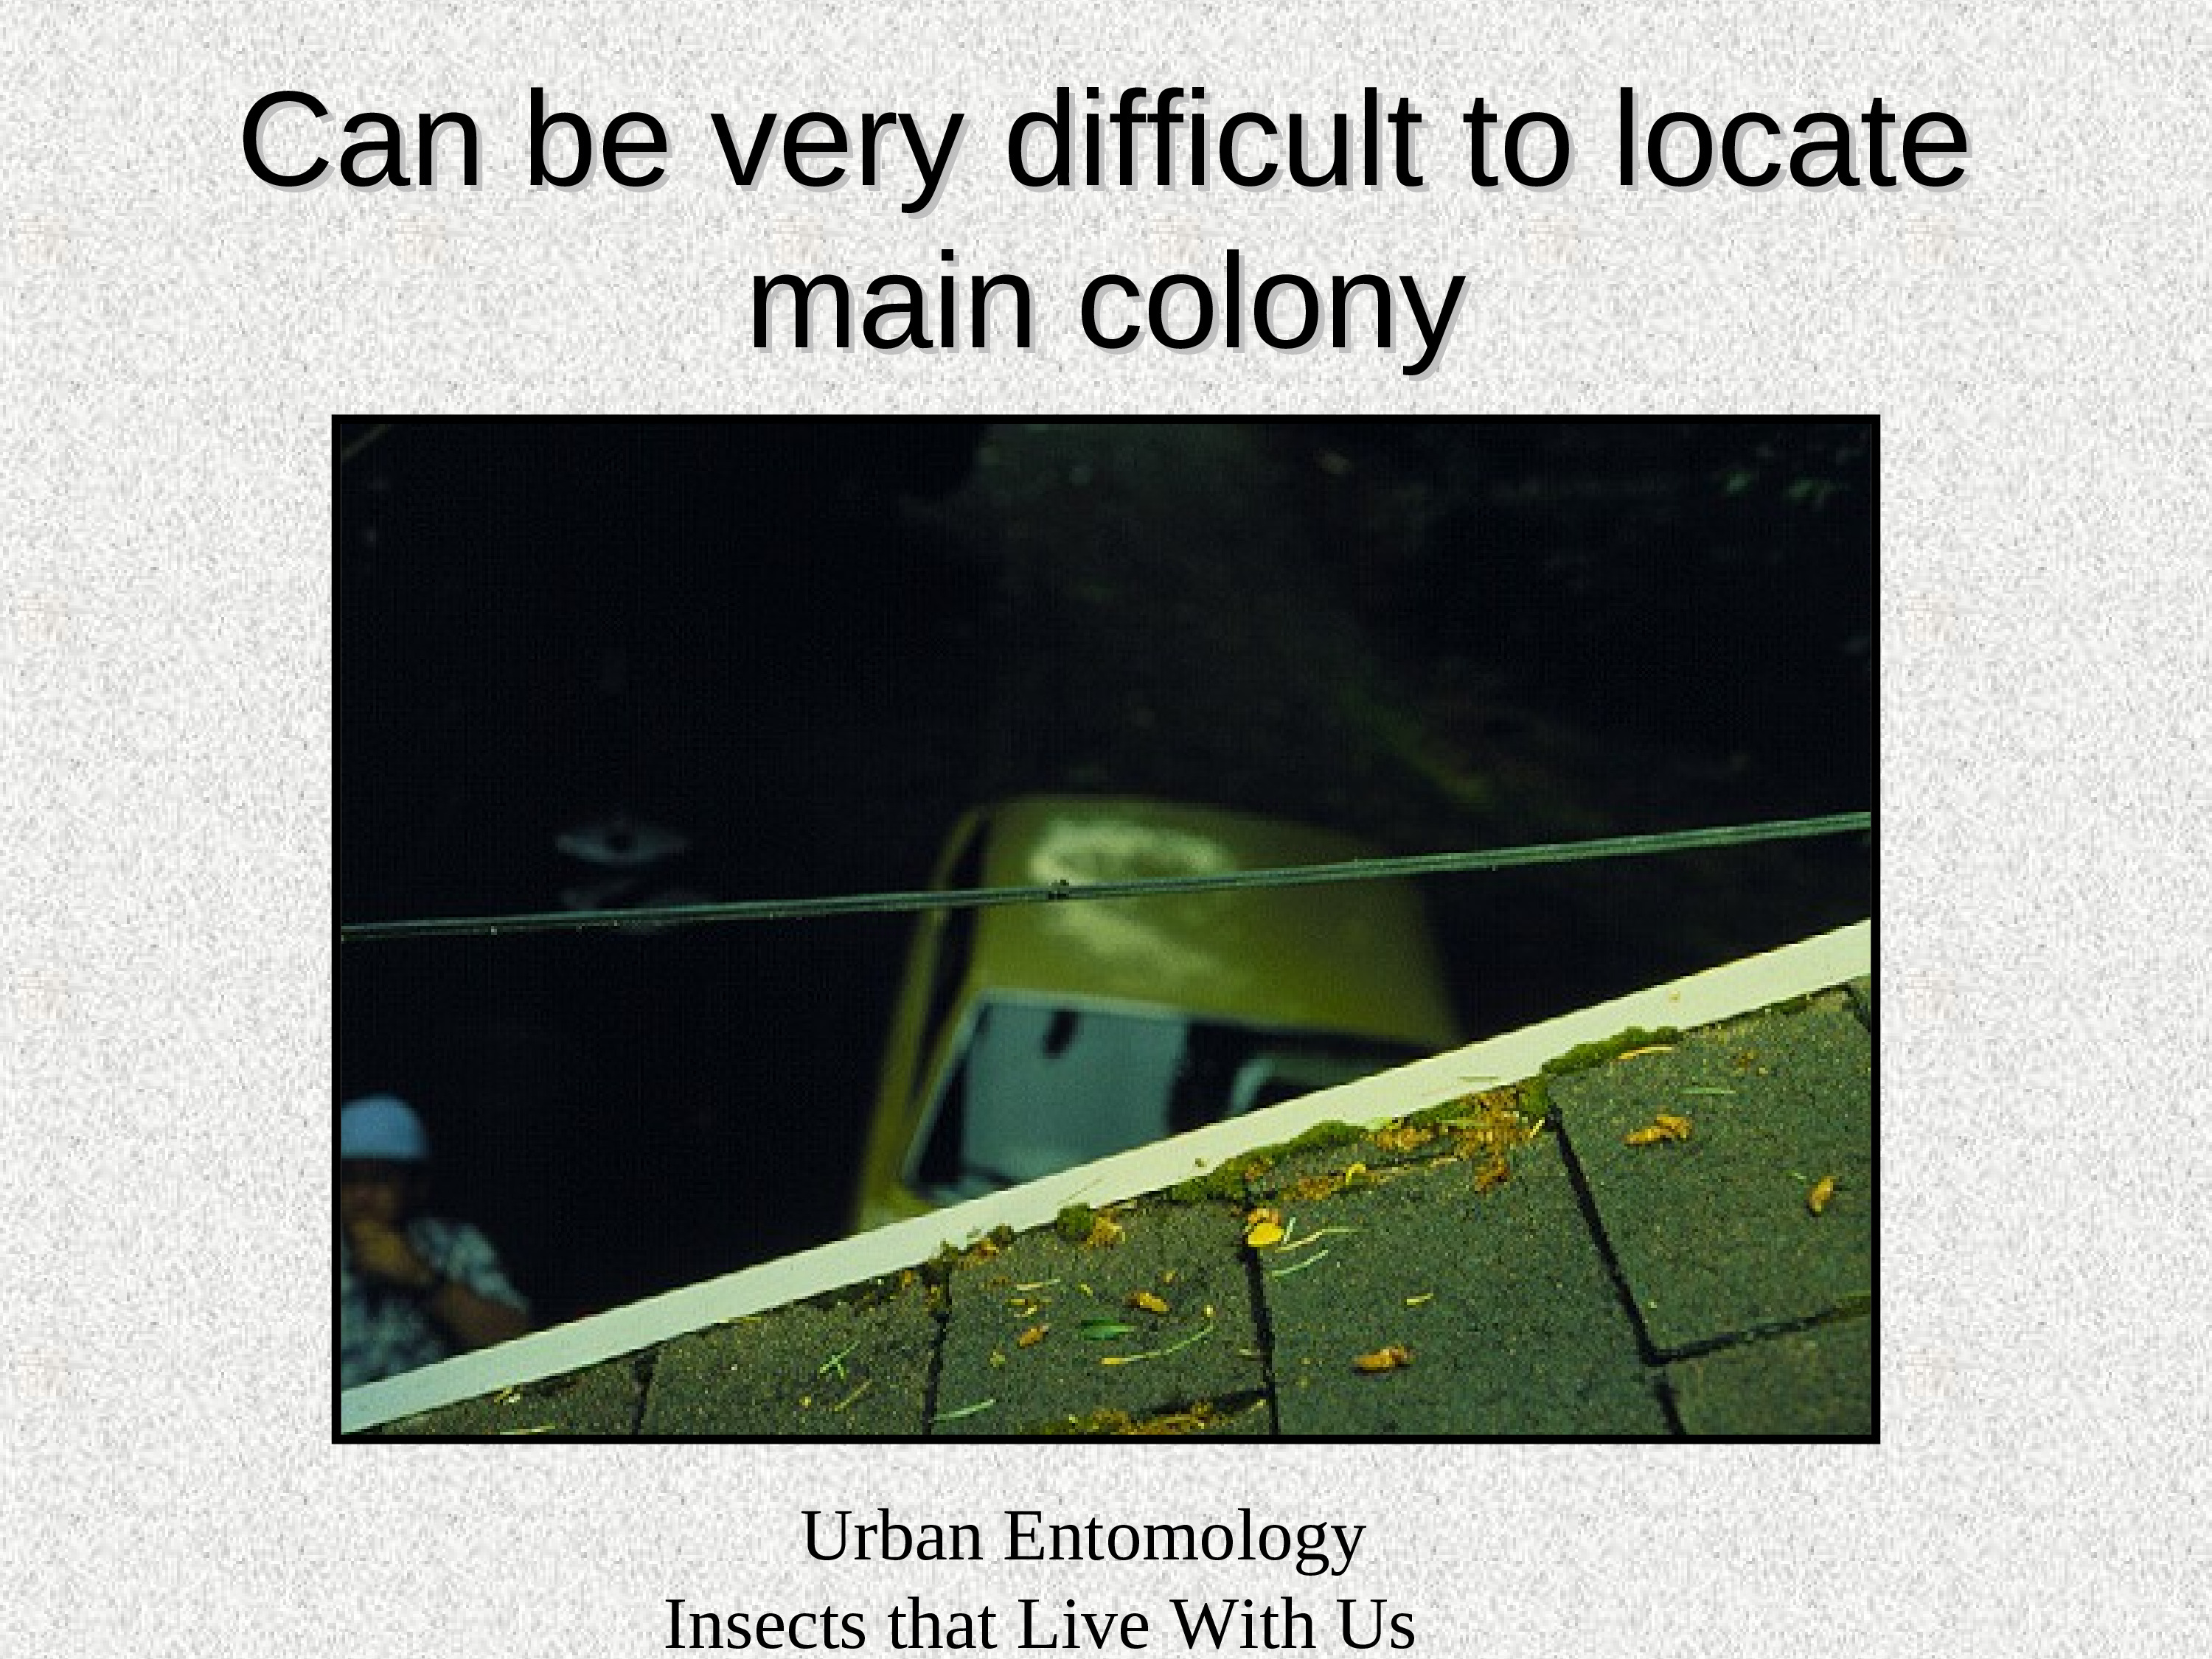 Can be very difficult to locate
main colony
Urban Entomology
Insects that Live With Us